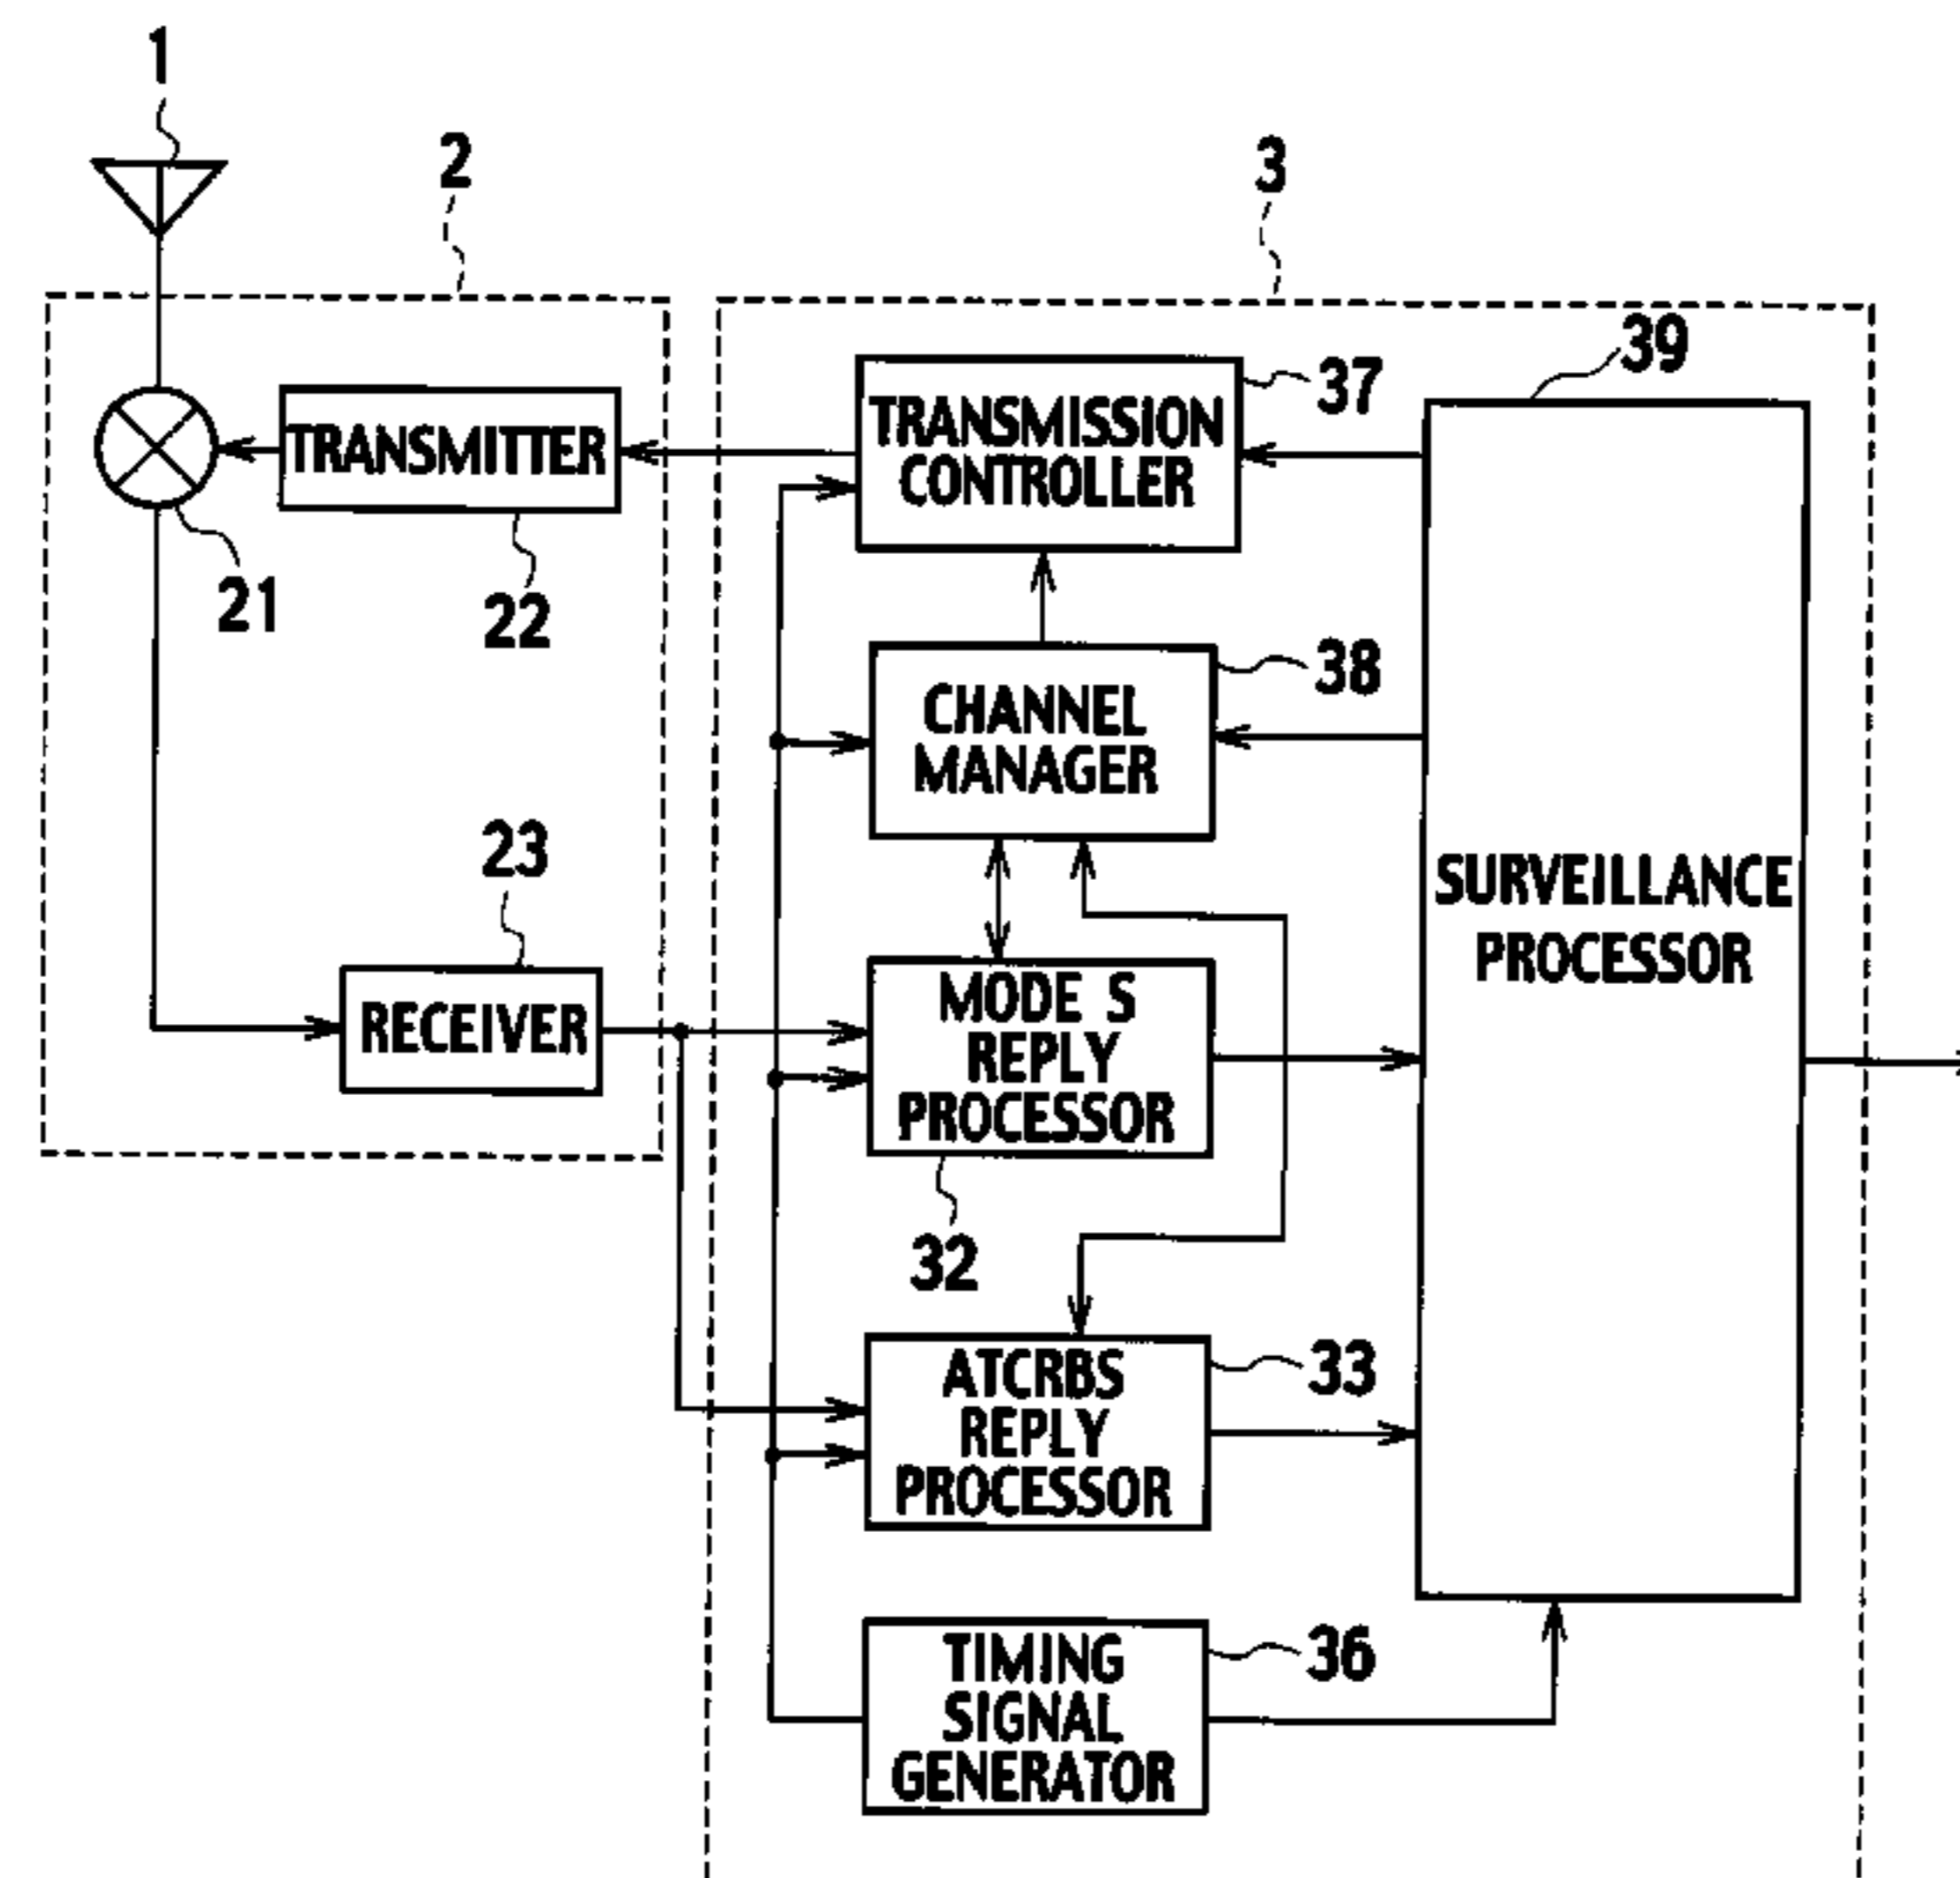 1
2
3
39
37
TRANSMISSION
CONTROLLER
TRANSMITTER
21
22
38
CHANNEL
MANAGER
23
SURVEILLANCE
PROCESSOR
RECEIVER
MODE S
REPLY
PROCESSOR
32
33
ATCRBS
REPLY
PROCESSOR
36
TIMING
SIGNAL
GENERATOR